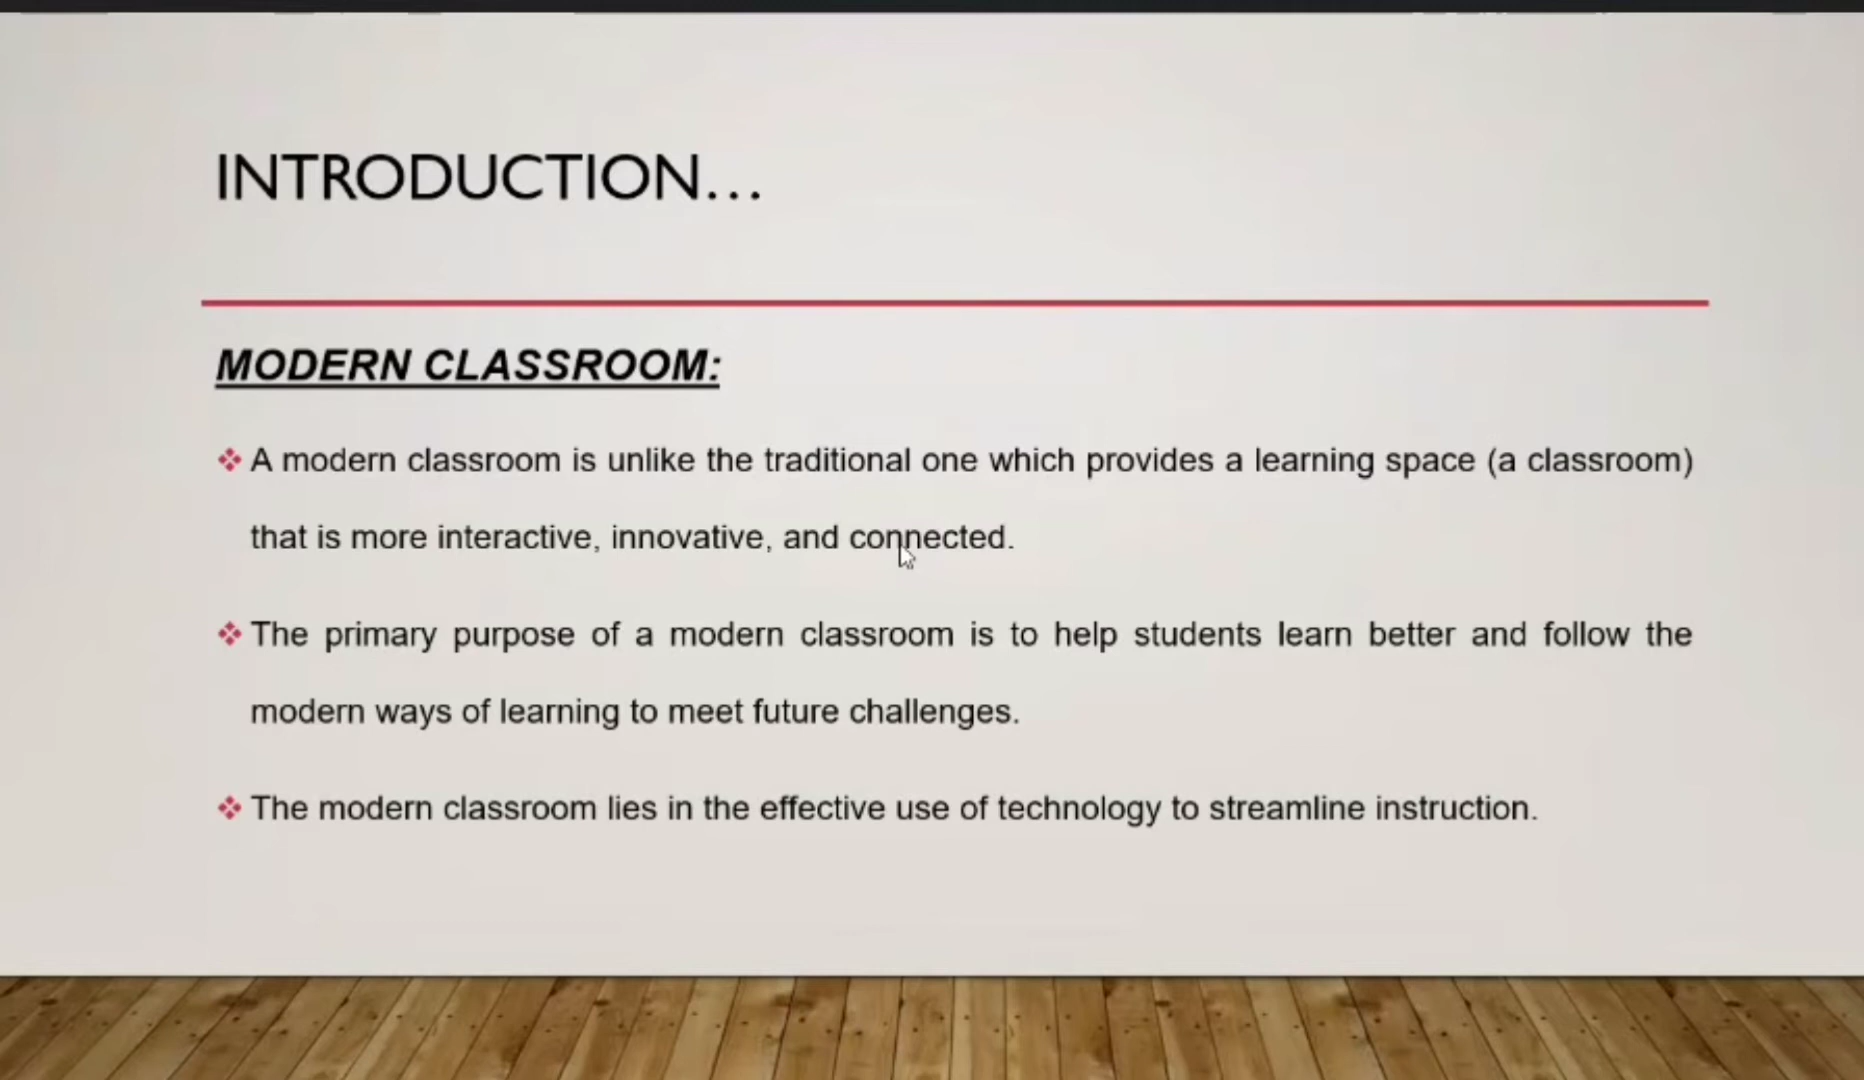 INTRODUCTION...
MODERN CLASSROOM:
❖ A modern classroom is unlike the traditional one which provides a learning space (a classroom)
that is more interactive, innovative, and connected.
❖ The primary purpose of a modern classroom is to help students learn better and follow the
modern ways of learning to meet future challenges.
❖ The modern classroom lies in the effective use of technology to streamline instruction.